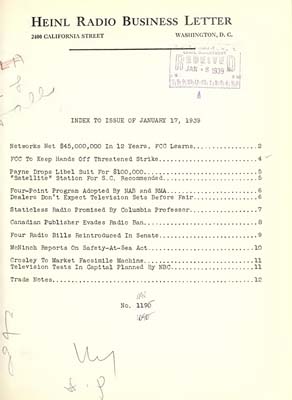 HEINL RADIO BUSINESS LETTER
2400 CALIFORNIA STREET WASHINGTON, D. C.
RECEIVED
JAN - 8 1939
INDEX TO ISSUE OF JANUARY 17, 1939
Networks Net $45,000,000 In 12 Years, FCC Learns..............2
FCC To Keep Hands Off Threatened Strike.......................4
Payne Drops Libel Suit For $100,000...........................5
"Satellite" Station For S.C. Recommended......................5
Four-Point Program Adopted By NAB and RMA.....................6
Dealers Don't Expect Television Sets Before Fair..............6
Staticless Radio Promised By Columbia Professor...............7
Canadian Publisher Evades Radio Ban...........................8
Four Radio Bills Reintroduced In Senate.......................9
McNinch Reports On Safety-At-Sea Act.........................10
Crosley To Market Facsimile Machine..........................11
Television Tests In Capital Planned By NBC...................11
Trade Notes..................................................12
No. 1190